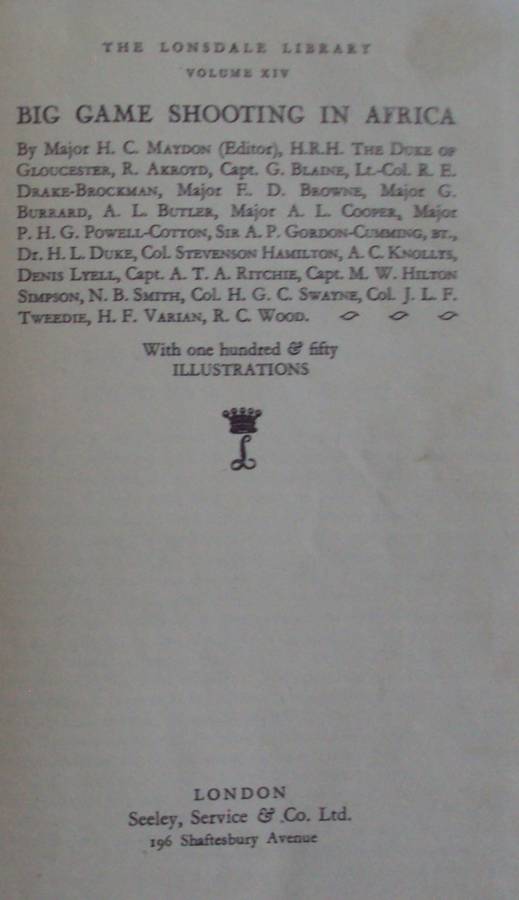 THE LONSDALE LIBRARY
VOLUME XIV
BIG GAME SHOOTING IN AFRICA
By Major H. C. MAYDON (Editor), H.R.H. THE DUKE OF
GLOUCESTER, R. AKROYD, Capt. G. BLAINE, Lt.-Col. R. E.
DRAKE-BROCKMAN, Major E. D. BROWNE, Major G.
BURRARD, A. L. BUTLER, Major A. L. COOPER, Major
P. H. G. POWELL-COTTON, SIR A. P. GORDON-CUMMING, BT.,
Dr. H. L. DUKE, Col. STEVENSON HAMILTON, A. C. KNOLLYS,
DENIS LYELL, Capt. A. T. A. RITCHIE, Capt. M. W. HILTON
SIMPSON, N. B. SMITH, Col. H. G. C. SWAYNE, Col. J. L. F.
TWEEDIE, H. F. VARIAN, R. C. WOOD.
With one hundred & fifty
ILLUSTRATIONS
L
LONDON
Seeley, Service & Co. Ltd.
196 Shaftesbury Avenue